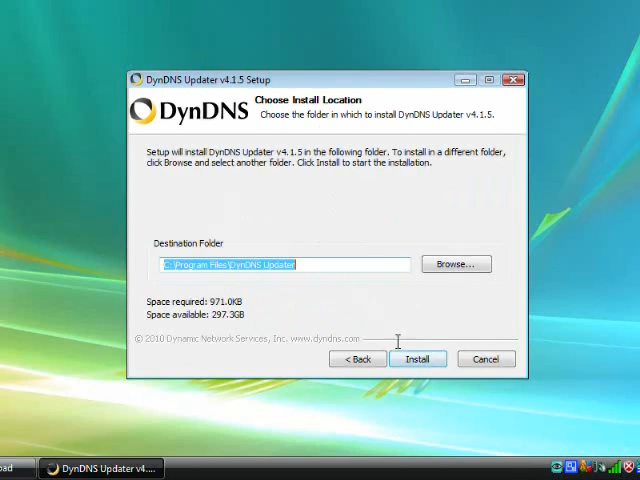 DynDNS Updater v4.1.5 Setup
DynDNS
Choose Install Location
Choose the folder in which to install DynDNS Updater v4.1.5.
Setup will install DynDNS Updater v4.1.5 in the following folder. To install in a different folder,
click Browse and select another folder. Click Install to start the installation.
Destination Folder
C:\Program Files\DynDNS Updater
Browse...
Space required: 971.0KB
Space available: 297.3GB
© 2010 Dynamic Network Services, Inc. www.dyndns.com
< Back
Install
Cancel
oad
DynDNS Updater v4....